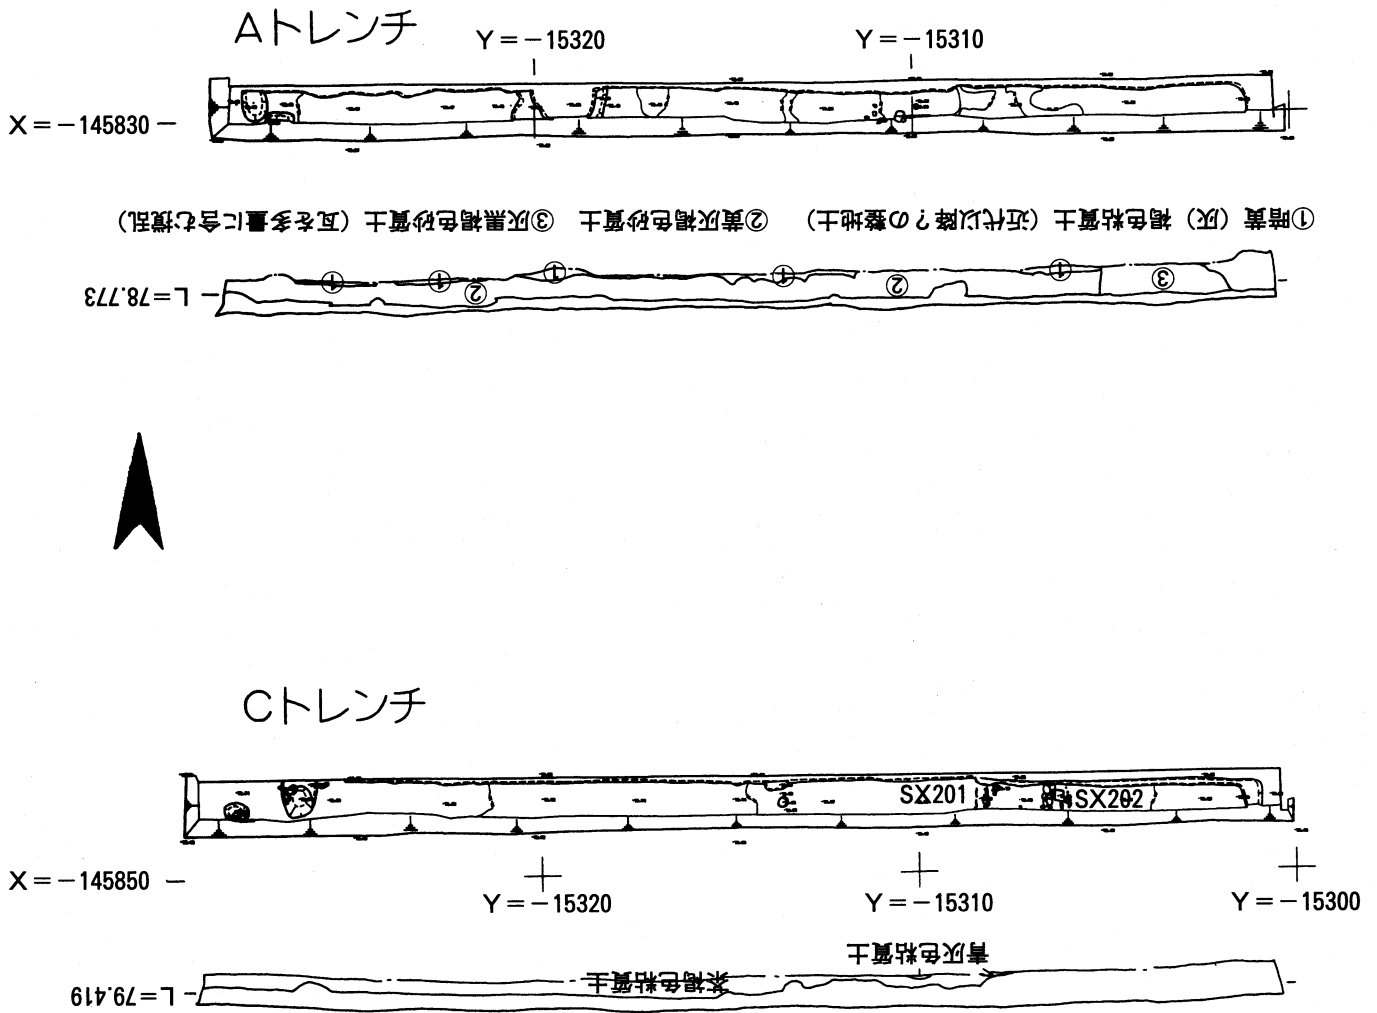 Aトレンチ
Y=-15320
Y=-15310
X=-145830
①暗黄(灰)褐色粘質土(近代以降?の整地土) ②黄灰褐色砂質土 ③灰黒褐色砂質土(瓦を多量に含む撹乱)
L=78.773
① ① ① ① ① ② ② ③
Cトレンチ
SX201
SX202
X=-145850
Y=-15320
Y=-15310
Y=-15300
青灰色粘質土
茶褐色粘質土
L=79.419